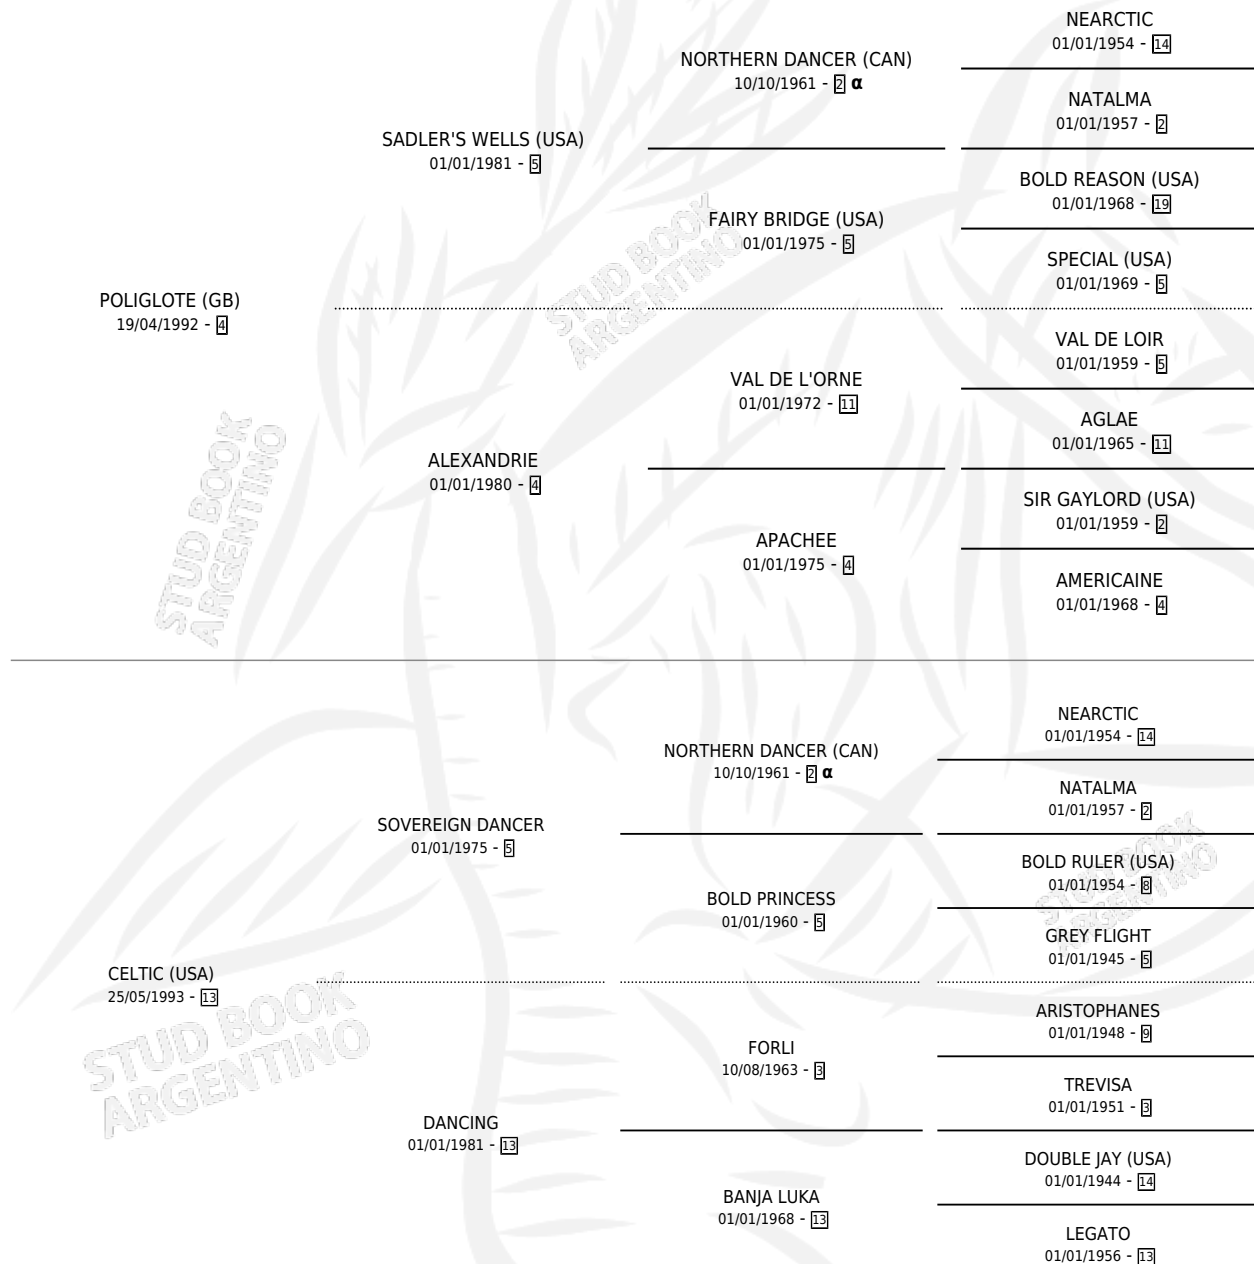 NEARCTIC
01/01/1954 - 14
NORTHERN DANCER (CAN)
10/10/1961 - 2 α
NATALMA
01/01/1957 - 2
SADLER'S WELLS (USA)
01/01/1981 - 5
BOLD REASON (USA)
01/01/1968 - 19
FAIRY BRIDGE (USA)
01/01/1975 - 5
SPECIAL (USA)
01/01/1969 - 5
STUD BOOK
ARGENTINO
POLIGLOTE (GB)
19/04/1992 - 4
VAL DE LOIR
01/01/1959 - 5
VAL DE L'ORNE
01/01/1972 - 11
AGLAE
01/01/1965 - 11
ALEXANDRIE
01/01/1980 - 4
SIR GAYLORD (USA)
01/01/1959 - 2
APACHEE
01/01/1975 - 4
AMERICAINE
01/01/1968 - 4
STUD BOOK
ARGENTINO
NEARCTIC
01/01/1954 - 14
NORTHERN DANCER (CAN)
10/10/1961 - 2 α
NATALMA
01/01/1957 - 2
SOVEREIGN DANCER
01/01/1975 - 5
BOLD RULER (USA)
01/01/1954 - 8
BOLD PRINCESS
01/01/1960 - 5
GREY FLIGHT
01/01/1945 - 5
STUD BOOK
ARGENTINO
CELTIC (USA)
25/05/1993 - 13
ARISTOPHANES
01/01/1948 - 9
FORLI
10/08/1963 - 3
TREVISA
01/01/1951 - 3
DANCING
01/01/1981 - 13
DOUBLE JAY (USA)
01/01/1944 - 14
BANJA LUKA
01/01/1968 - 13
LEGATO
01/01/1956 - 13
STUD BOOK
ARGENTINO